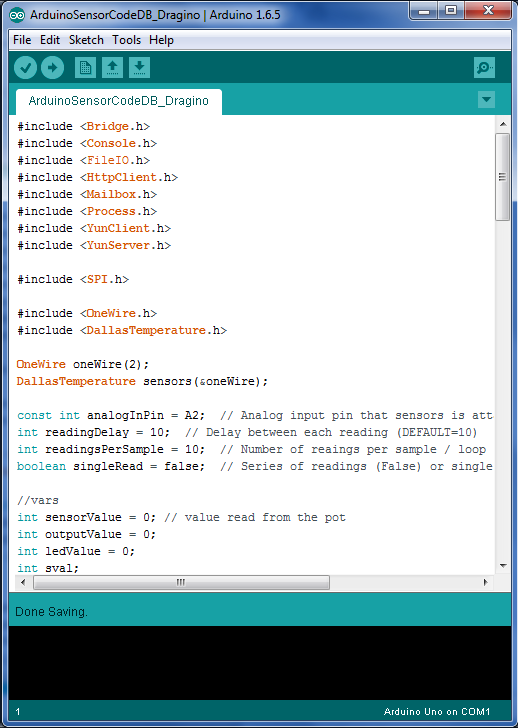 ArduinoSensorCodeDB_Dragino | Arduino 1.6.5
File Edit Sketch Tools Help
ArduinoSensorCodeDB_Dragino
#include <Bridge.h>
#include <Console.h>
#include <FileIO.h>
#include <HttpClient.h>
#include <Mailbox.h>
#include <Process.h>
#include <YunClient.h>
#include <YunServer.h>
#include <SPI.h>
#include <OneWire.h>
#include <DallasTemperature.h>
OneWire oneWire(2);
DallasTemperature sensors(&oneWire);
const int analogInPin = A2;  // Analog input pin that sensors is att
int readingDelay = 10;  // Delay between each reading (DEFAULT=10)
int readingsPerSample = 10;  // Number of reaings per sample / loop
boolean singleRead = false;  // Series of readings (False) or single
//vars
int sensorValue = 0; // value read from the pot
int outputValue = 0;
int ledValue = 0;
int sval;
Done Saving.
1
Arduino Uno on COM1